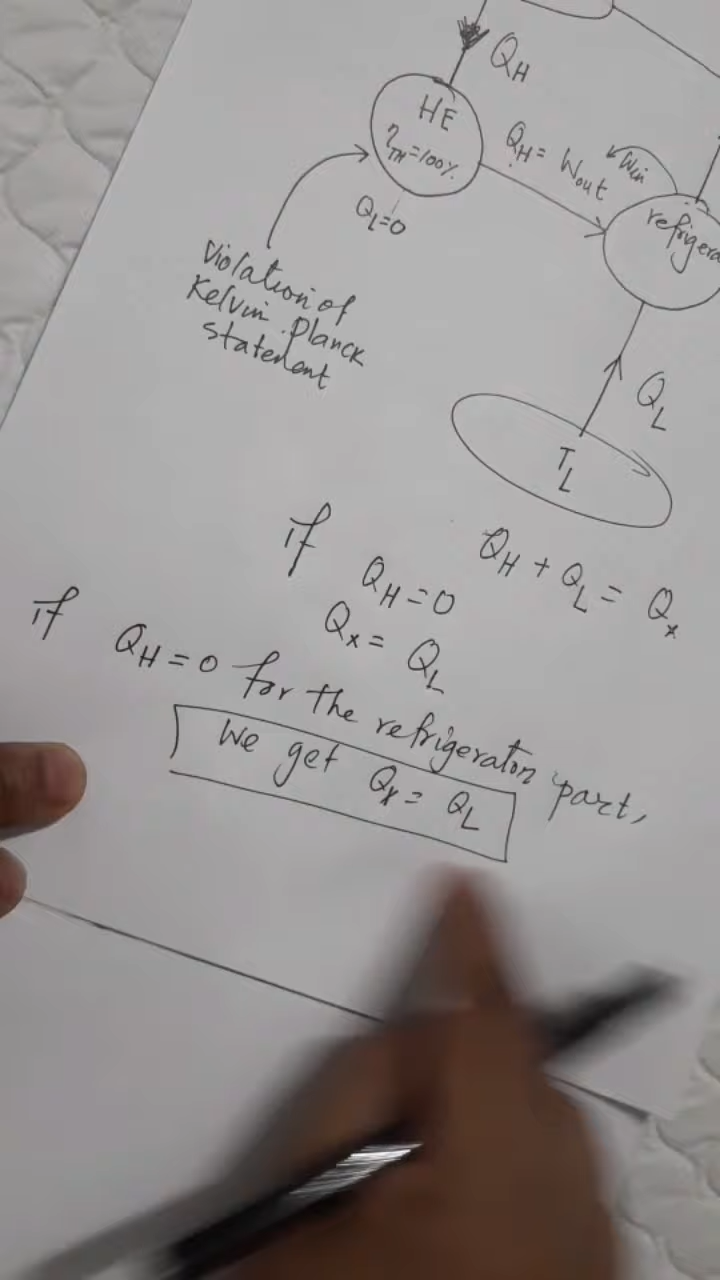 Q_H
HE
η_TH=100%
Q_H = W_out
W_in
Q_L=0
refrigera
Violation of
Kelvin Planck
statement
Q_L
T_L
if Q_H=0
Q_H + Q_L = Q_x
Q_x = Q_L
if Q_H=0 for the refrigeration part,
We get Q_x = Q_L